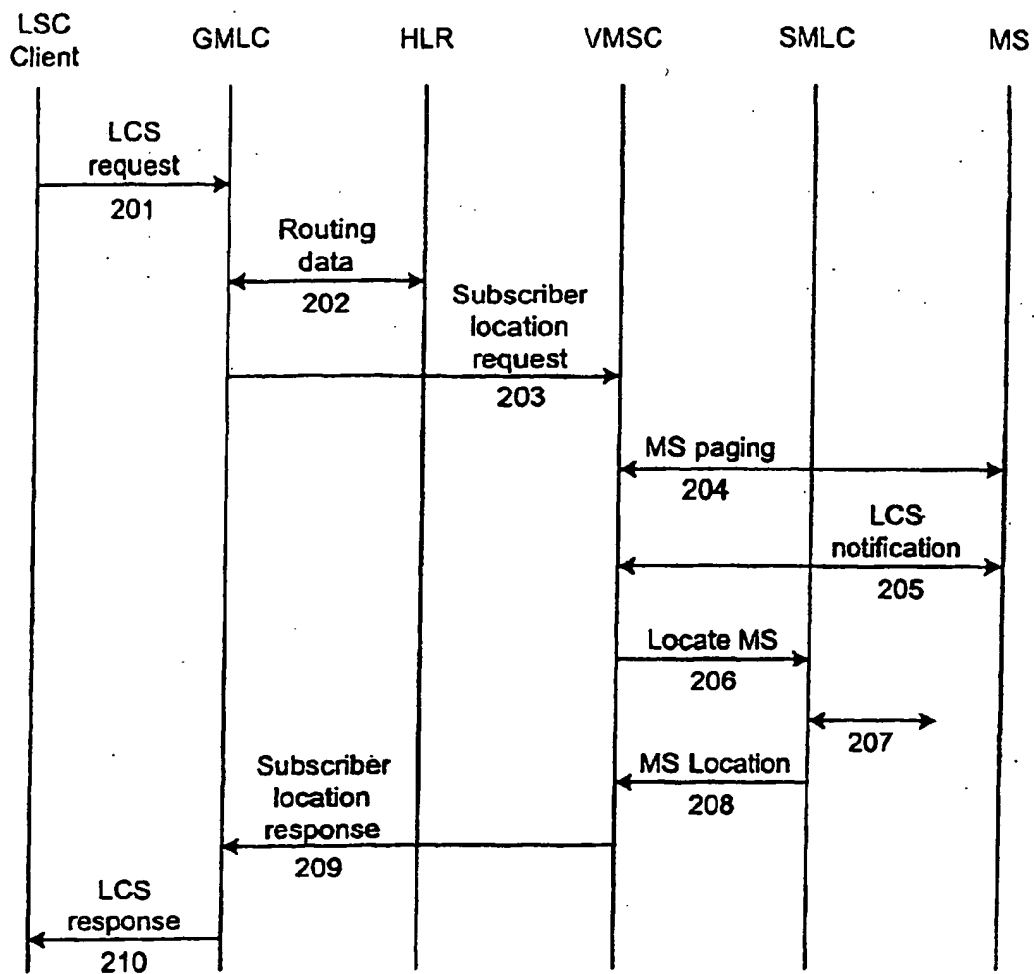 LSC
Client
GMLC
HLR
VMSC
SMLC
MS
LCS
request
201
Routing
data
202
Subscriber
location
request
203
MS paging
204
LCS
notification
205
Locate MS
206
207
MS Location
208
Subscriber
location
response
209
LCS
response
210